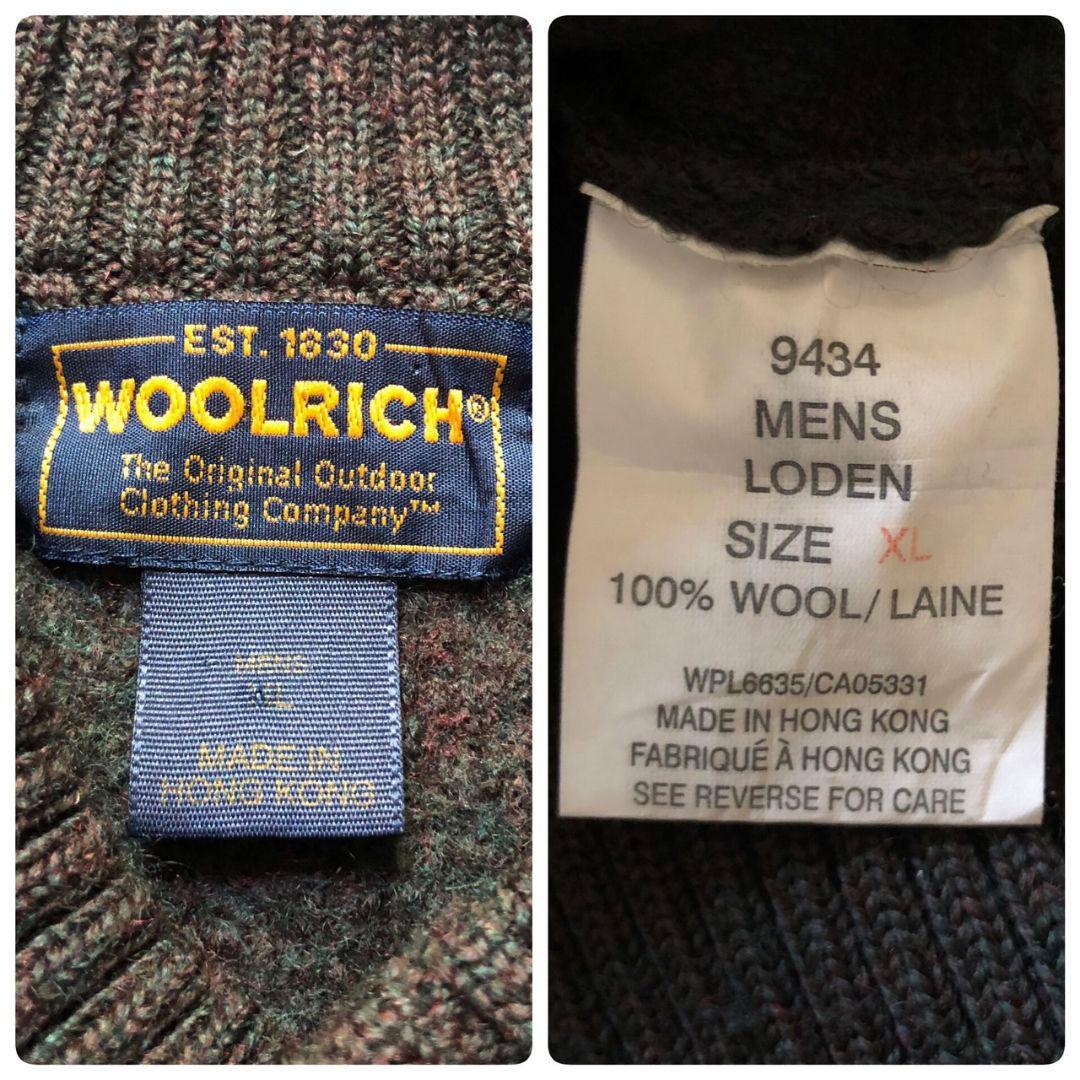 EST. 1830
WOOLRICH®
The Original Outdoor
Clothing Company™
MENS
XL
MADE IN
HONG KONG
9434
MENS
LODEN
SIZE XL
100% WOOL/LAINE
WPL6635/CA05331
MADE IN HONG KONG
FABRIQUÉ À HONG KONG
SEE REVERSE FOR CARE